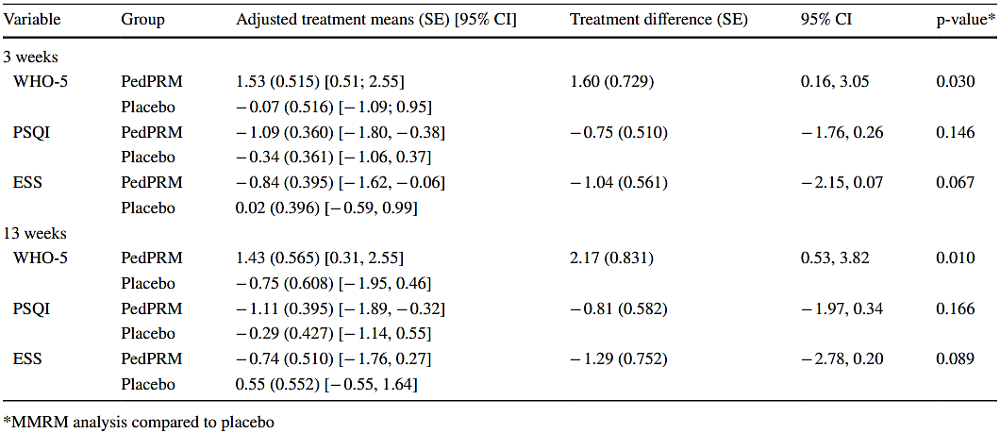 Variable Group Adjusted treatment means (SE) [95% CI] Treatment difference (SE) 95% CI p-value*
3 weeks
WHO-5 PedPRM 1.53 (0.515) [0.51; 2.55] 1.60 (0.729) 0.16, 3.05 0.030
Placebo −0.07 (0.516) [−1.09; 0.95]
PSQI PedPRM −1.09 (0.360) [−1.80, −0.38] −0.75 (0.510) −1.76, 0.26 0.146
Placebo −0.34 (0.361) [−1.06, 0.37]
ESS PedPRM −0.84 (0.395) [−1.62, −0.06] −1.04 (0.561) −2.15, 0.07 0.067
Placebo 0.02 (0.396) [−0.59, 0.99]
13 weeks
WHO-5 PedPRM 1.43 (0.565) [0.31, 2.55] 2.17 (0.831) 0.53, 3.82 0.010
Placebo −0.75 (0.608) [−1.95, 0.46]
PSQI PedPRM −1.11 (0.395) [−1.89, −0.32] −0.81 (0.582) −1.97, 0.34 0.166
Placebo −0.29 (0.427) [−1.14, 0.55]
ESS PedPRM −0.74 (0.510) [−1.76, 0.27] −1.29 (0.752) −2.78, 0.20 0.089
Placebo 0.55 (0.552) [−0.55, 1.64]
*MMRM analysis compared to placebo